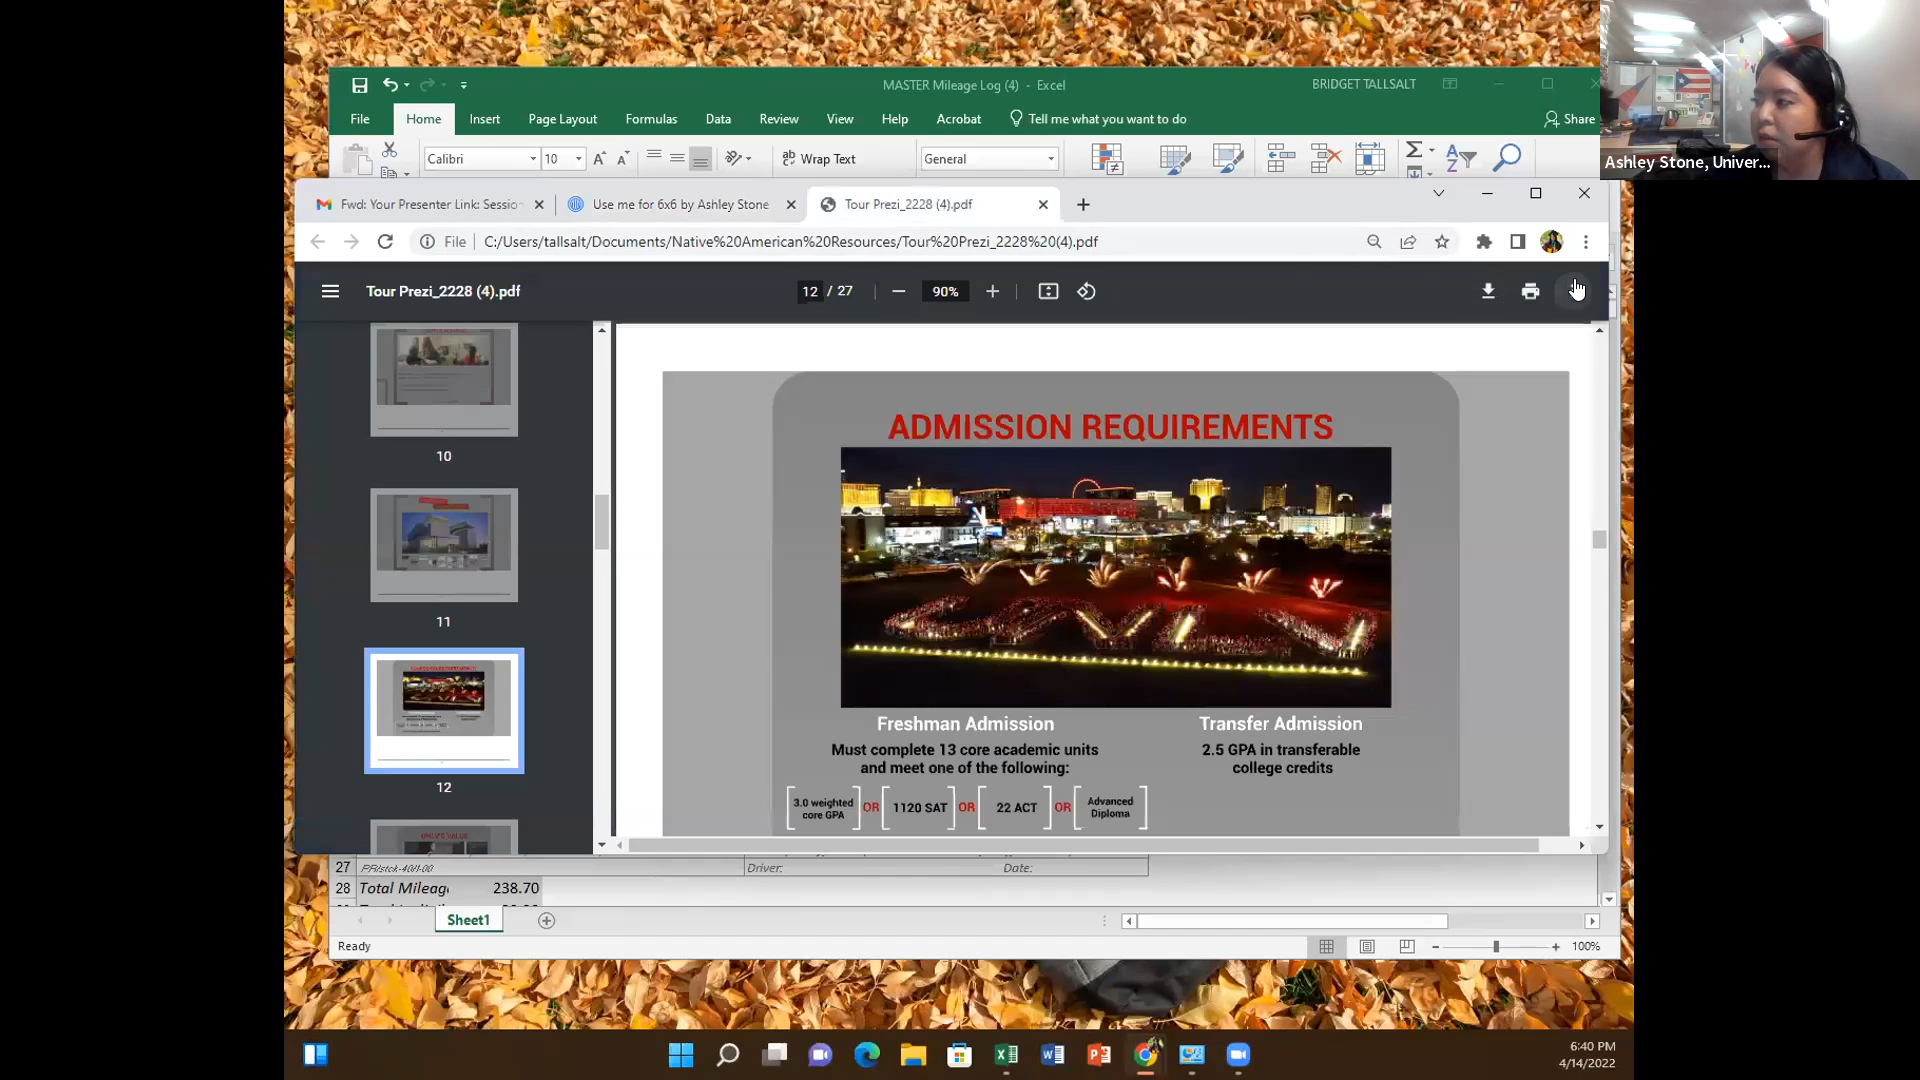 MASTER Mileage Log (4) - Excel
BRIDGET TALLSALT
File Home Insert Page Layout Formulas Data Review View Help Acrobat Tell me what you want to do
Share
Calibri 10 Wrap Text General
Ashley Stone, Univer...
Fwd: Your Presenter Link: Sessio
Use me for 6x6 by Ashley Stone
Tour Prezi_2228 (4).pdf
File C:/Users/tallsalt/Documents/Native%20American%20Resources/Tour%20Prezi_2228%20(4).pdf
Tour Prezi_2228 (4).pdf
12 / 27
90%
10
11
12
ADMISSION REQUIREMENTS
Freshman Admission
Must complete 13 core academic units
and meet one of the following:
3.0 weighted
core GPA
OR
1120 SAT
OR
22 ACT
OR
Advanced
Diploma
Transfer Admission
2.5 GPA in transferable
college credits
27
Driver: Date:
28 Total Mileag 238.70
Sheet1
Ready
100%
6:40 PM
4/14/2022